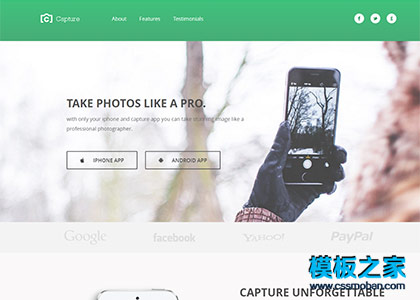 Capture
About Features Testimonials
TAKE PHOTOS LIKE A PRO.
with only your iphone and capture app you can take stunning image like a
professional photographer.
IPHONE APP ANDROID APP
Google facebook YAHOO! PayPal
模板之家
CAPTURE UNFORGETTABLE
www.cssmoban.com